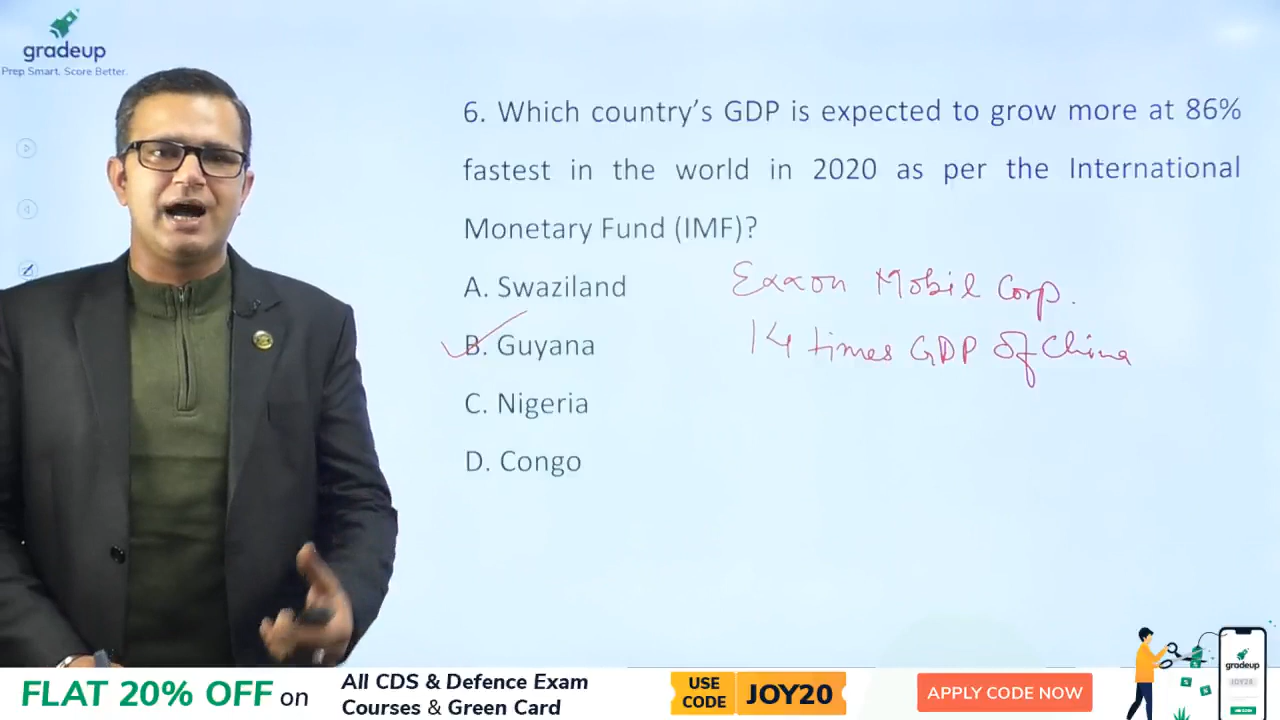 gradeup
Prep Smart. Score Better.
6. Which country's GDP is expected to grow more at 86%
fastest in the world in 2020 as per the International
Monetary Fund (IMF)?
A. Swaziland
Exxon Mobil Corp.
B. Guyana
14 times GDP of China
C. Nigeria
D. Congo
gradeup
JOY20
FLAT 20% OFF on
All CDS & Defence Exam
Courses & Green Card
USE
CODE
JOY20
APPLY CODE NOW